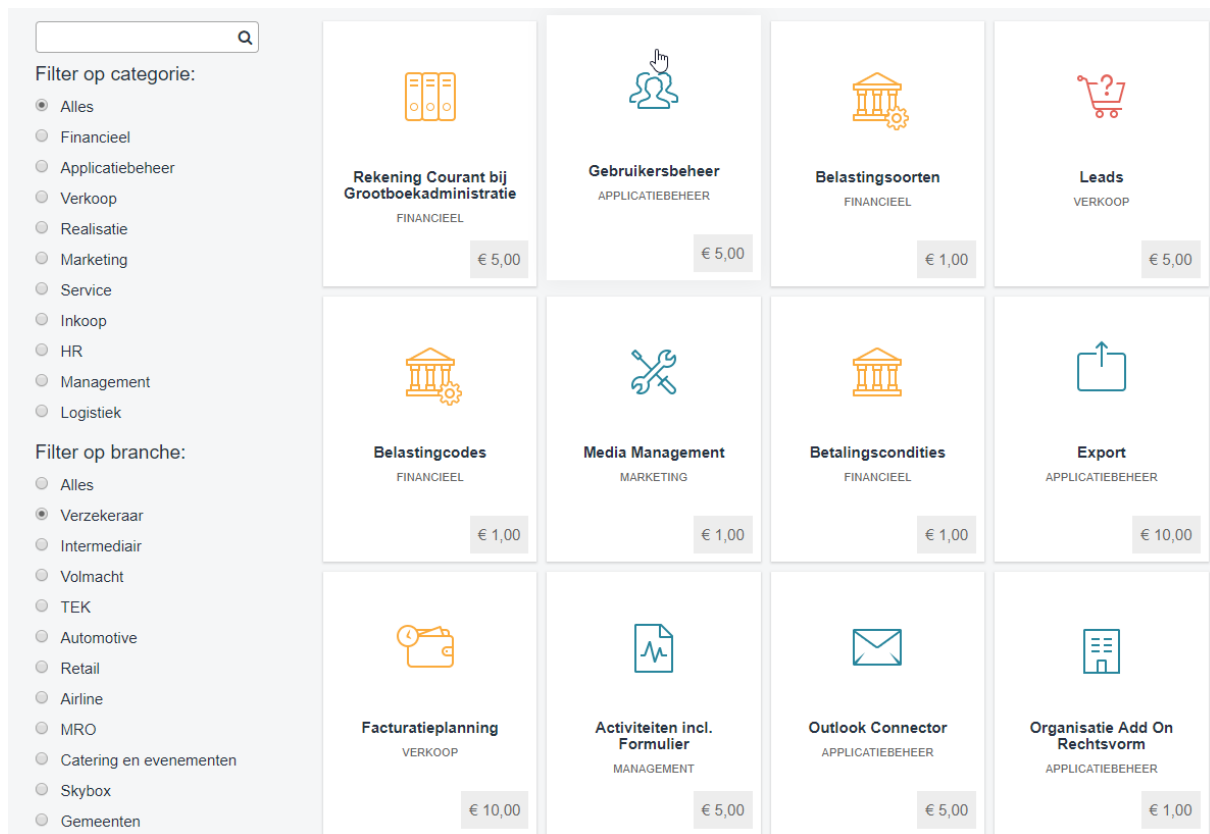 Filter op categorie:
Alles
Financieel
Applicatiebeheer
Verkoop
Realisatie
Marketing
Service
Inkoop
HR
Management
Logistiek
Filter op branche:
Alles
Verzekeraar
Intermediair
Volmacht
TEK
Automotive
Retail
Airline
MRO
Catering en evenementen
Skybox
Gemeenten
Rekening Courant bij
Grootboekadministratie
FINANCIEEL
€ 5,00
Gebruikersbeheer
APPLICATIEBEHEER
€ 5,00
Belastingsoorten
FINANCIEEL
€ 1,00
Leads
VERKOOP
€ 5,00
Belastingcodes
FINANCIEEL
€ 1,00
Media Management
MARKETING
€ 1,00
Betalingscondities
FINANCIEEL
€ 1,00
Export
APPLICATIEBEHEER
€ 10,00
Facturatieplanning
VERKOOP
€ 10,00
Activiteiten incl.
Formulier
MANAGEMENT
€ 5,00
Outlook Connector
APPLICATIEBEHEER
€ 5,00
Organisatie Add On
Rechtsvorm
APPLICATIEBEHEER
€ 1,00